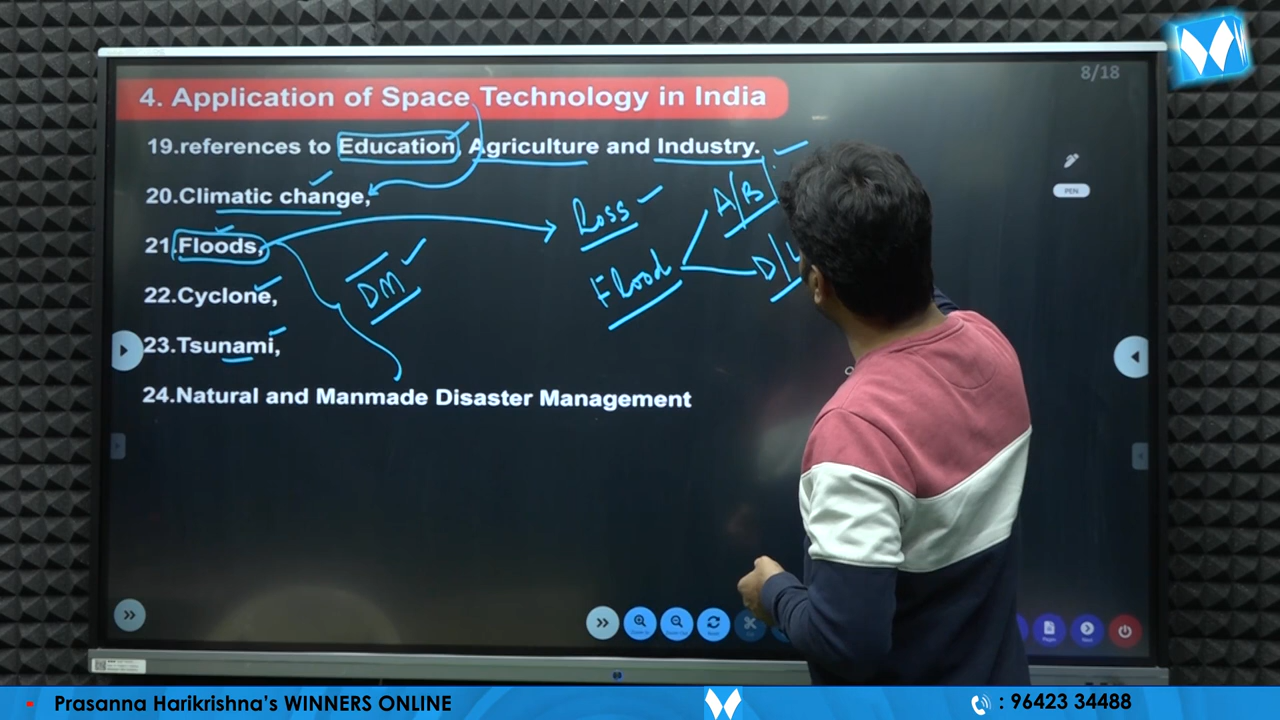 8/18
4. Application of Space Technology in India
19.references to Education, Agriculture and Industry.
20.Climatic change,
21.Floods,
22.Cyclone,
23.Tsunami,
24.Natural and Manmade Disaster Management
DM
Flood
A/B
PEN
Pages
Next
Prasanna Harikrishna's WINNERS ONLINE
: 96423 34488